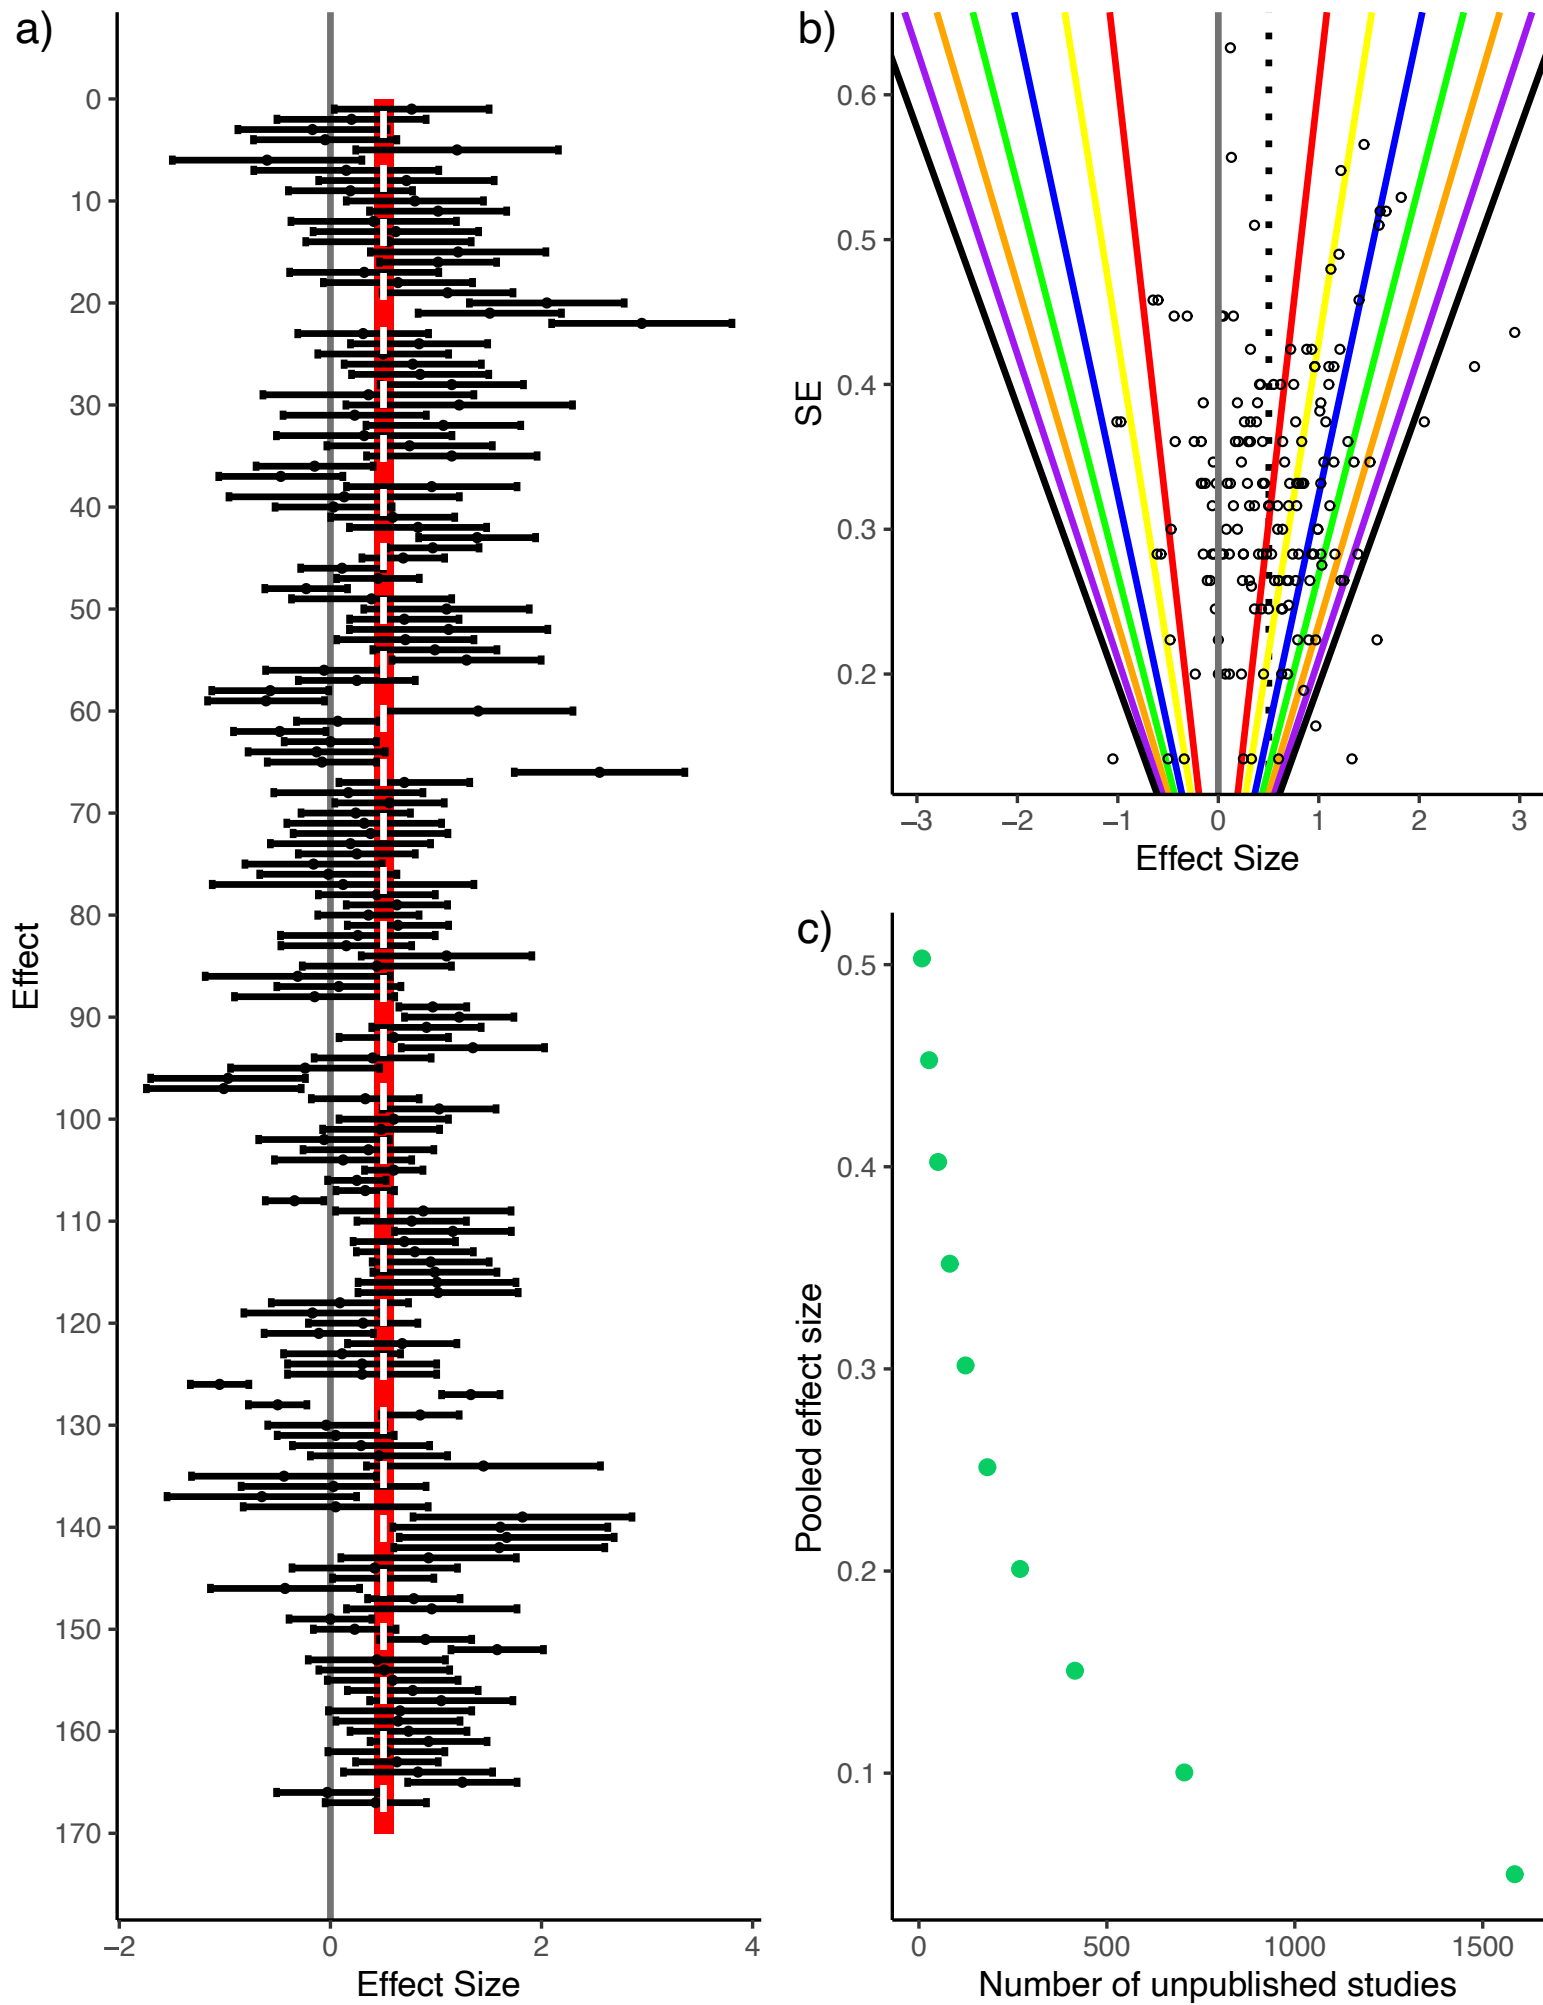 a)
0
10
20
30
40
50
60
70
80
90
100
110
120
130
140
150
160
170
Effect
−2 0 2 4
Effect Size
b)
0.6
0.5
0.4
0.3
0.2
SE
−3 −2 −1 0 1 2 3
Effect Size
c)
0.5
0.4
0.3
0.2
0.1
Pooled effect size
0 500 1000 1500
Number of unpublished studies